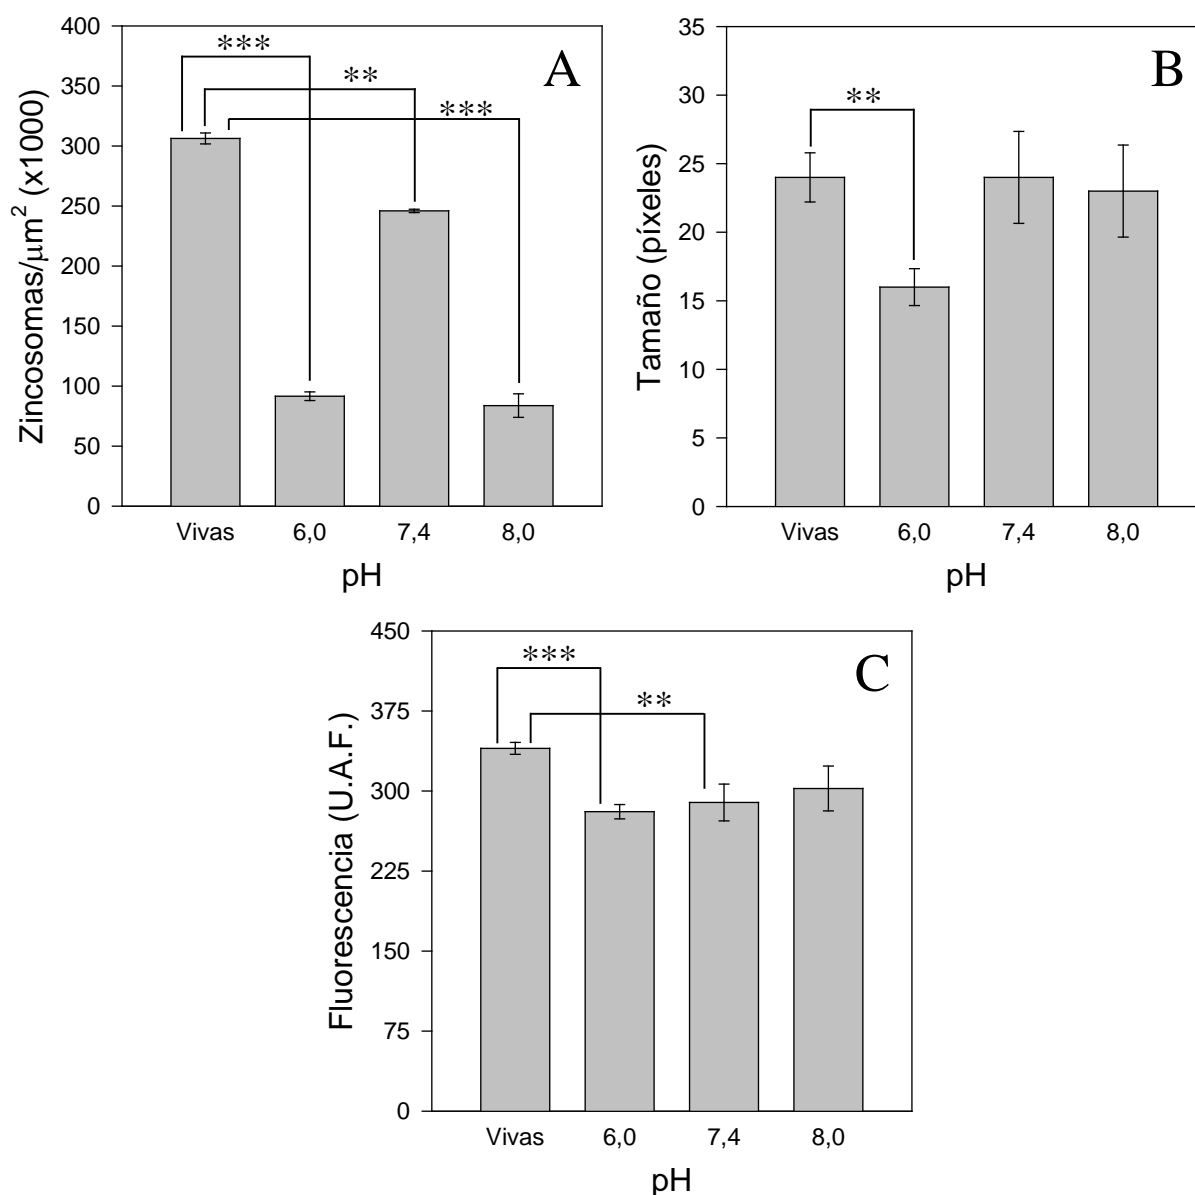 A
Zincosomas/μm² (x1000)
400
350
300
250
200
150
100
50
0
***
**
***
Vivas 6,0 7,4 8,0
pH
B
Tamaño (píxeles)
35
30
25
20
15
10
5
0
**
Vivas 6,0 7,4 8,0
pH
C
Fluorescencia (U.A.F.)
450
375
300
225
150
75
0
***
**
Vivas 6,0 7,4 8,0
pH